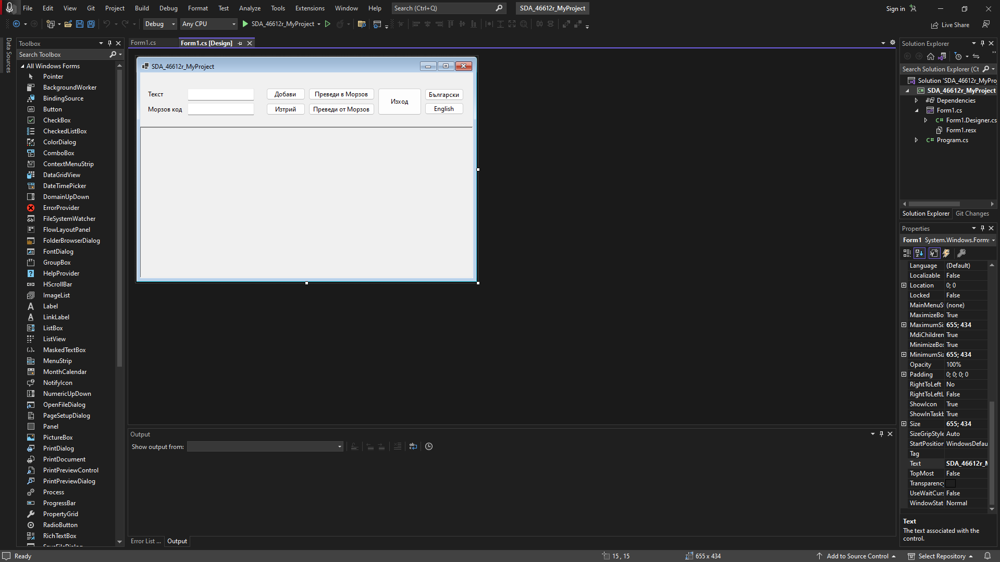 File Edit View Git Project Build Debug Format Test Analyze Tools Extensions Window Help Search (Ctrl+Q) SDA_46612r_MyProject Sign in
Debug Any CPU SDA_46612r_MyProject Live Share
Data Sources
Toolbox
Search Toolbox
All Windows Forms
Pointer
BackgroundWorker
BindingSource
Button
CheckBox
CheckedListBox
ColorDialog
ComboBox
ContextMenuStrip
DataGridView
DateTimePicker
DomainUpDown
ErrorProvider
FileSystemWatcher
FlowLayoutPanel
FolderBrowserDialog
FontDialog
GroupBox
HelpProvider
HScrollBar
ImageList
Label
LinkLabel
ListBox
ListView
MaskedTextBox
MenuStrip
MonthCalendar
NotifyIcon
NumericUpDown
OpenFileDialog
PageSetupDialog
Panel
PictureBox
PrintDialog
PrintDocument
PrintPreviewControl
PrintPreviewDialog
Process
ProgressBar
PropertyGrid
RadioButton
RichTextBox
SaveFileDialog
Form1.cs Form1.cs [Design]
SDA_46612r_MyProject
Текст Добави Преведи в Морзов Изход Български
Морзов код Изтрий Преведи от Морзов English
Output
Show output from:
Error List ... Output
Solution Explorer
Search Solution Explorer (Ct
Solution 'SDA_46612r_MyPro
SDA_46612r_MyProject
Dependencies
Form1.cs
C# Form1.Designer.cs
Form1.resx
C# Program.cs
Solution Explorer Git Changes
Properties
Form1 System.Windows.Forms
Language (Default)
Localizable False
Location 0; 0
Locked False
MainMenuS (none)
MaximizeBo True
MaximumSi 655; 434
MdiChildren True
MinimizeBo True
MinimumSi 655; 434
Opacity 100%
Padding 0; 0; 0; 0
RightToLeft No
RightToLeftL False
ShowIcon True
ShowInTaskb True
Size 655; 434
SizeGripStyle Auto
StartPosition WindowsDefau
Tag
Text SDA_46612r_M
TopMost False
Transparency
UseWaitCurs False
WindowStat Normal
Text
The text associated with the
control.
Ready 15 , 15 655 x 434 Add to Source Control Select Repository